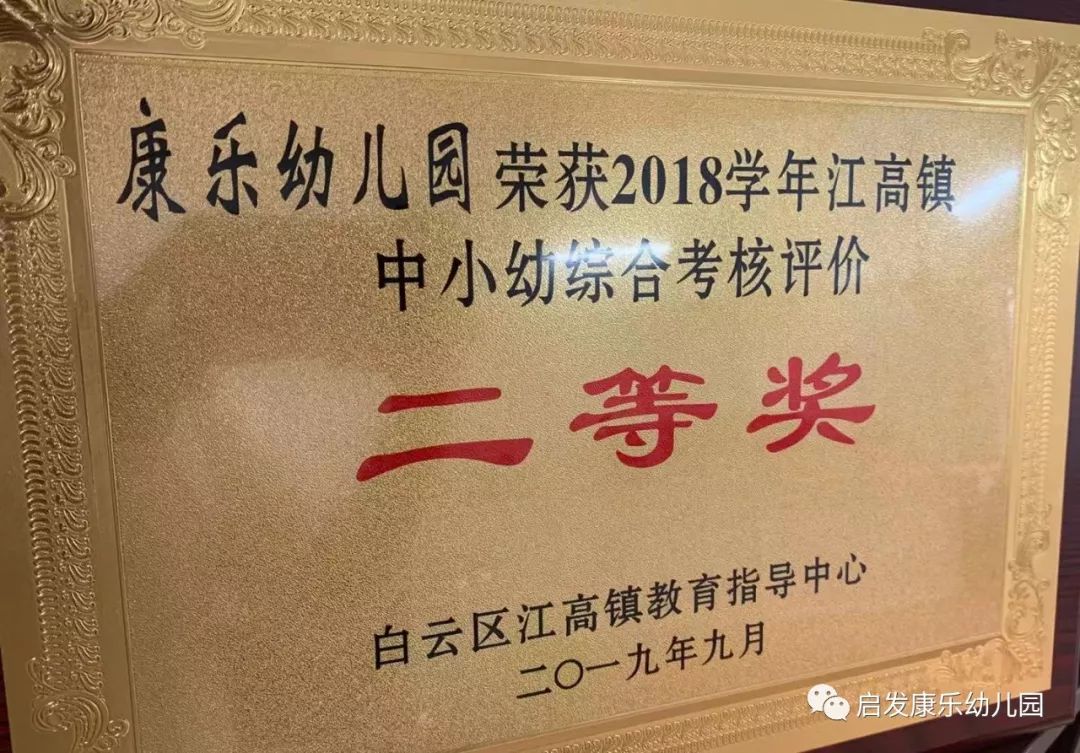 康乐幼儿园 荣获2018学年江高镇
中小幼综合考核评价
二等奖
白云区江高镇教育指导中心
二〇一九年九月
启发康乐幼儿园